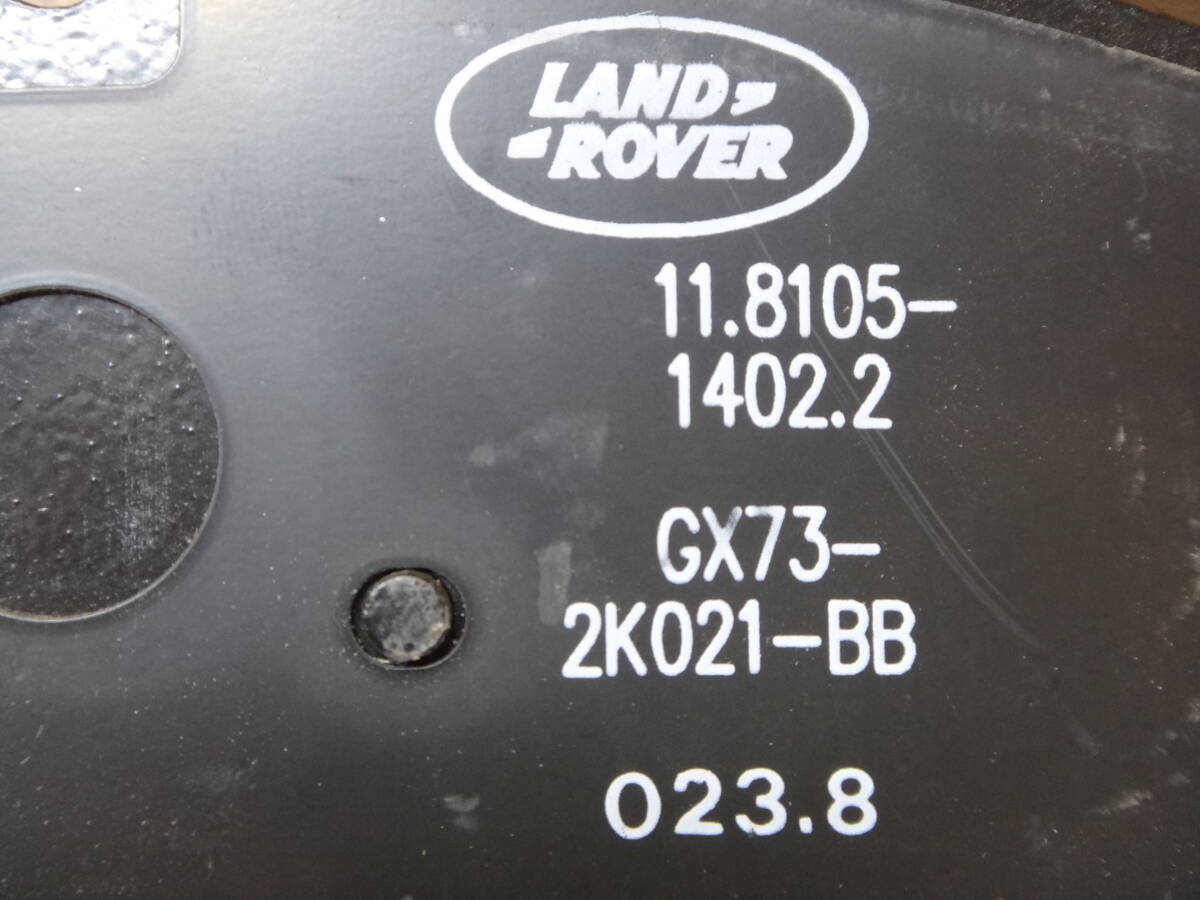 LAND
ROVER
11.8105-
1402.2
GX73-
2K021-BB
023.8